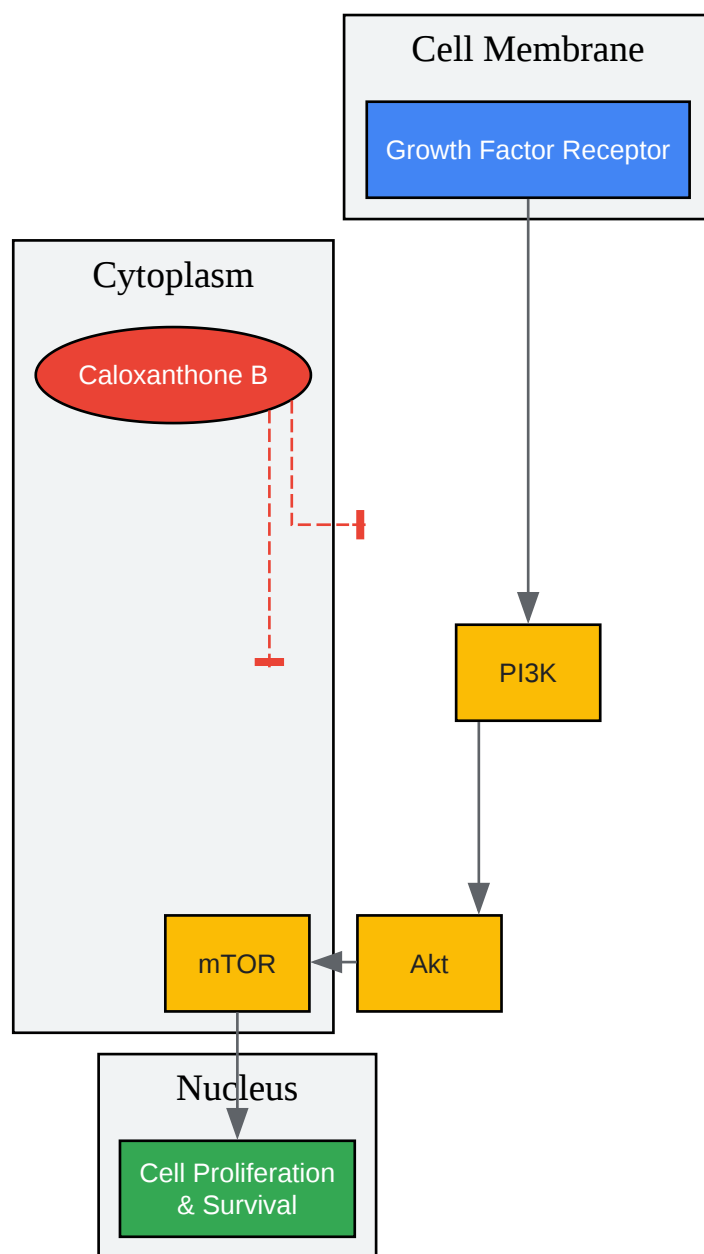 Cell Membrane
Growth Factor Receptor
Cytoplasm
Caloxanthone B
PI3K
mTOR
Akt
Nucleus
Cell Proliferation
& Survival